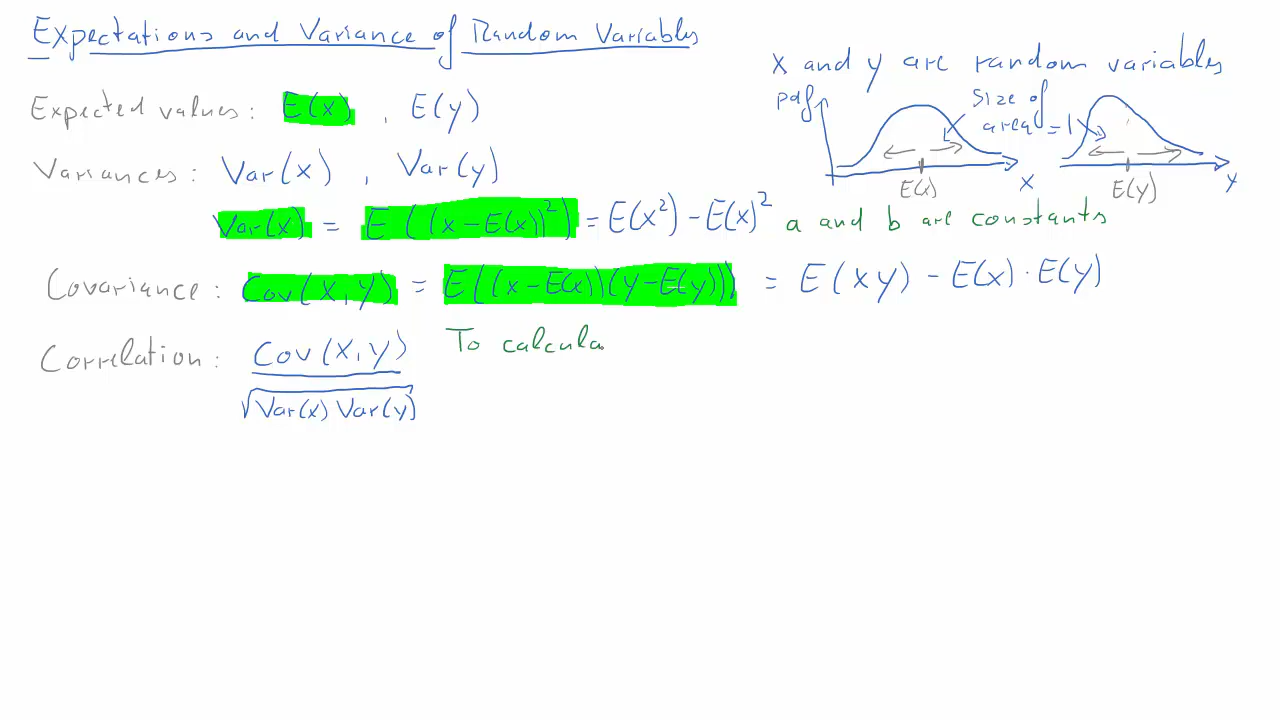 Expectations and Variance of Random Variables
x and y are random variables
Expected values: E(x), E(y)
pdf
Size of area = 1
E(x)
x
E(y)
y
Variances: Var(x), Var(y)
Var(x) = E((x-E(x))²) = E(x²) - E(x)²
a and b are constants
Covariance: Cov(x,y) = E((x-E(x))(y-E(y))) = E(xy) - E(x)·E(y)
Correlation: Cov(x,y) / √Var(x) Var(y)
To calcula